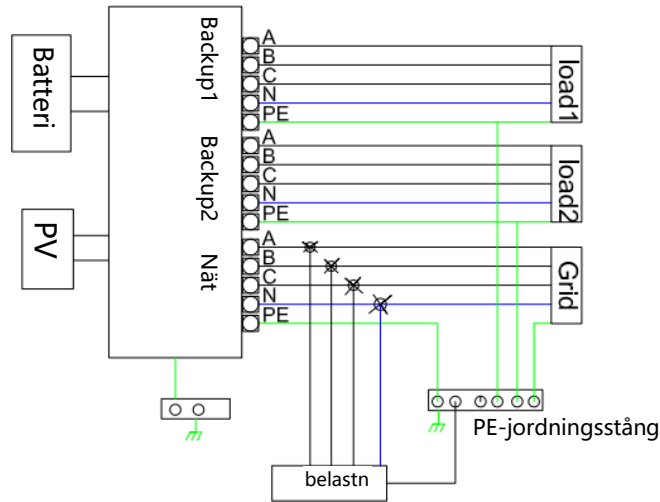 Batteri
PV
Backup1
Backup2
Nät
A
B
C
N
PE
A
B
C
N
PE
A
B
C
N
PE
load1
load2
Grid
PE-jordningsstång
belastn